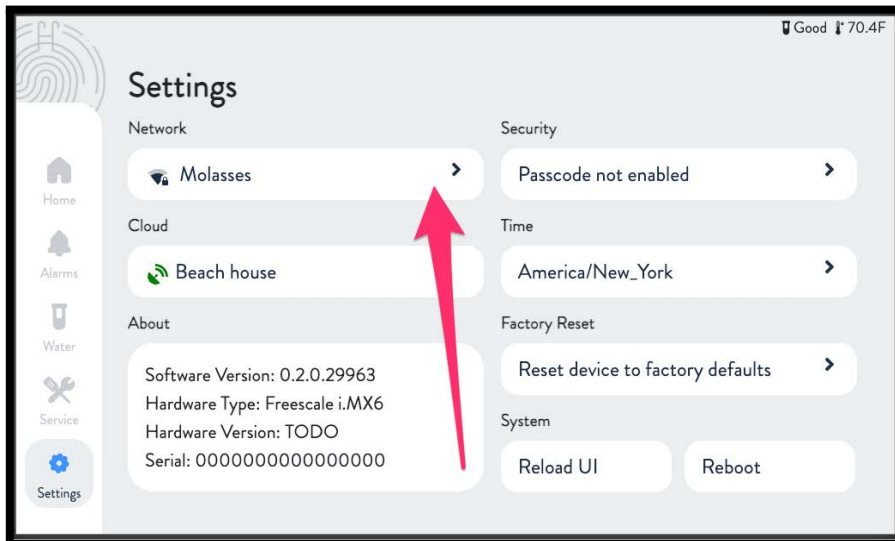 Good 70.4F
Settings
Network
Molasses
Cloud
Beach house
About
Software Version: 0.2.0.29963
Hardware Type: Freescale i.MX6
Hardware Version: TODO
Serial: 0000000000000000
Security
Passcode not enabled
Time
America/New_York
Factory Reset
Reset device to factory defaults
System
Reload UI
Reboot
Home
Alarms
Water
Service
Settings